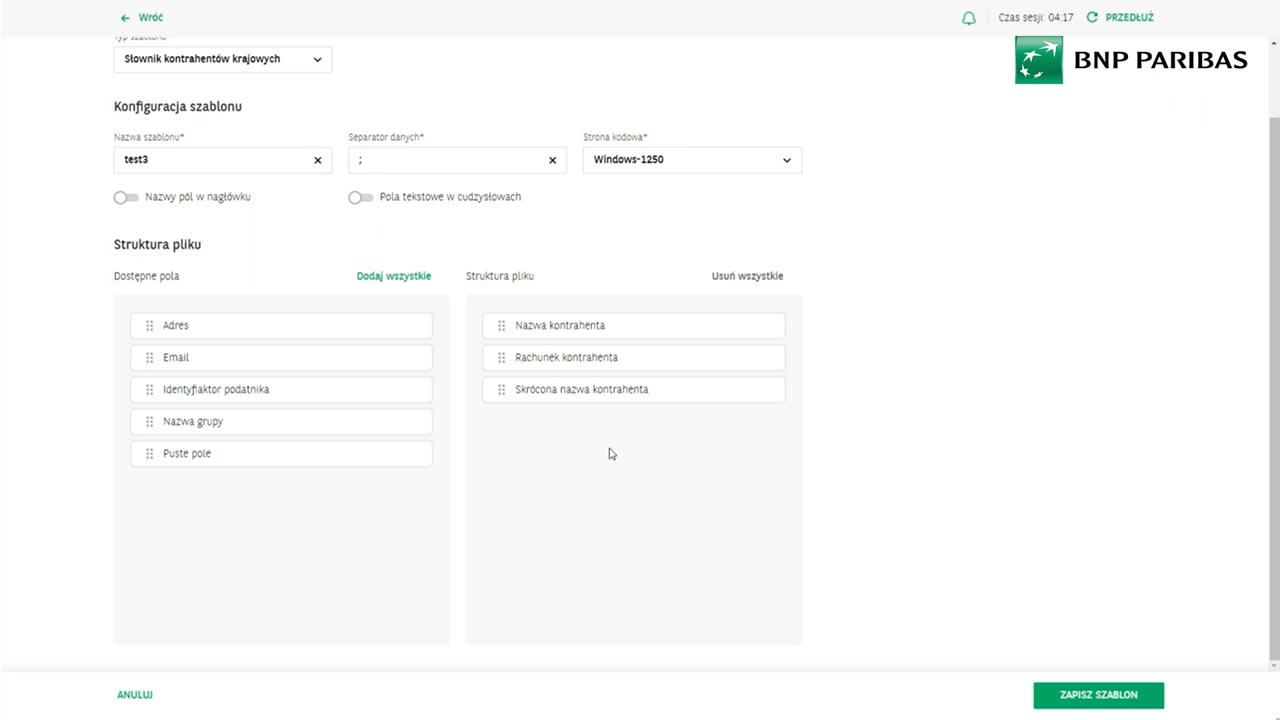 Wróć
Czas sesji: 04:17
PRZEDŁUŻ
Typ szablonu
Słownik kontrahentów krajowych
BNP PARIBAS
Konfiguracja szablonu
Nazwa szablonu* Separator danych* Strona kodowa*
test3 ; Windows-1250
Nazwy pól w nagłówku Pola tekstowe w cudzysłowach
Struktura pliku
Dostępne pola Dodaj wszystkie Struktura pliku Usuń wszystkie
Adres
Email
Identyfiaktor podatnika
Nazwa grupy
Puste pole
Nazwa kontrahenta
Rachunek kontrahenta
Skrócona nazwa kontrahenta
ANULUJ
ZAPISZ SZABLON